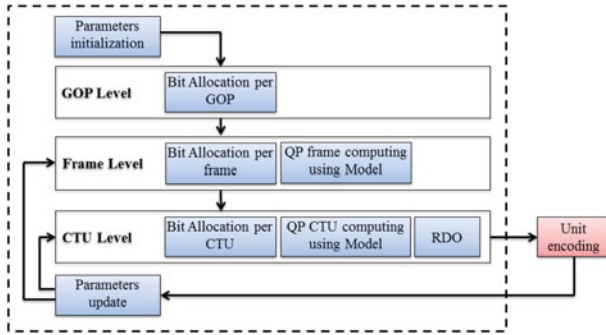 Parameters
initialization
GOP Level
Bit Allocation per
GOP
Frame Level
Bit Allocation per
frame
QP frame computing
using Model
CTU Level
Bit Allocation per
CTU
QP CTU computing
using Model
RDO
Unit
encoding
Parameters
update